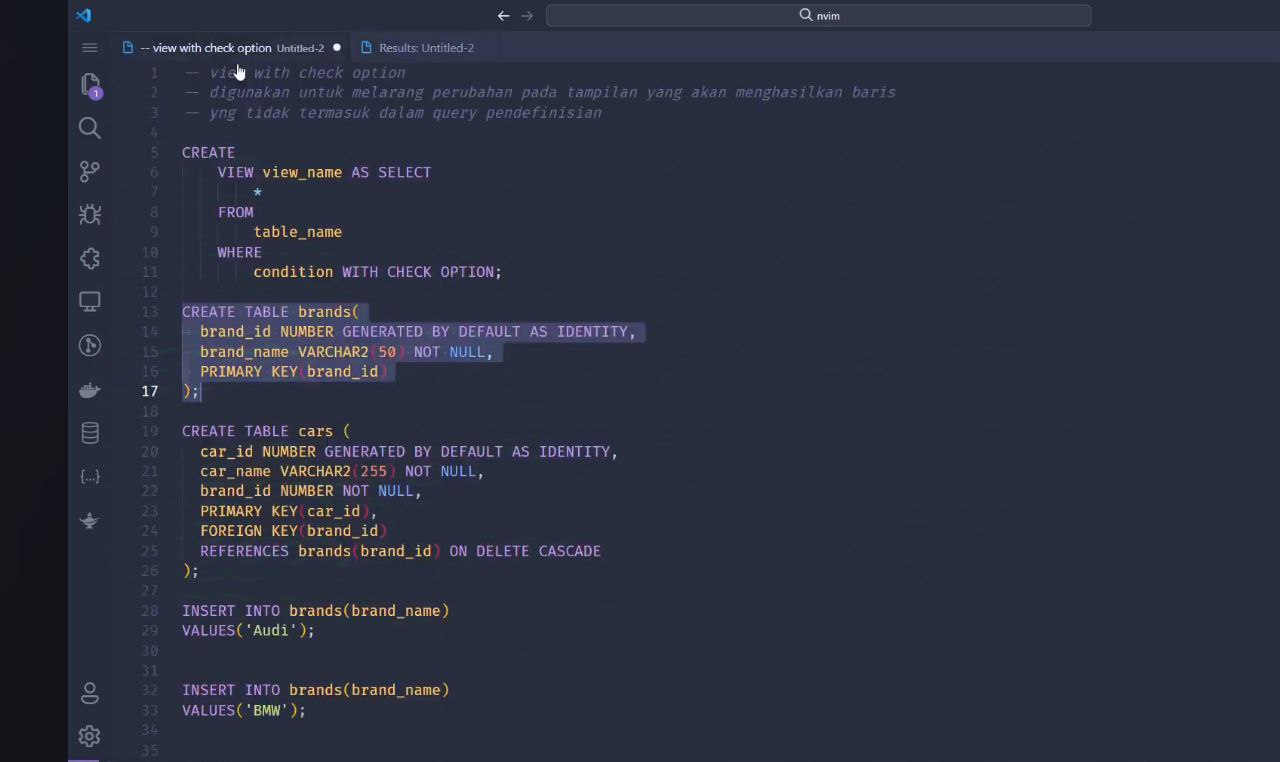 nvim
-- view with check option Untitled-2
Results: Untitled-2
1 -- view with check option
2 -- digunakan untuk melarang perubahan pada tampilan yang akan menghasilkan baris
3 -- yng tidak termasuk dalam query pendefinisian
4
5 CREATE
6 VIEW view_name AS SELECT
7 *
8 FROM
9 table_name
10 WHERE
11 condition WITH CHECK OPTION;
12
13 CREATE TABLE brands(
14 brand_id NUMBER GENERATED BY DEFAULT AS IDENTITY,
15 brand_name VARCHAR2(50) NOT NULL,
16 PRIMARY KEY(brand_id)
17 );
18
19 CREATE TABLE cars (
20 car_id NUMBER GENERATED BY DEFAULT AS IDENTITY,
21 car_name VARCHAR2(255) NOT NULL,
22 brand_id NUMBER NOT NULL,
23 PRIMARY KEY(car_id),
24 FOREIGN KEY(brand_id)
25 REFERENCES brands(brand_id) ON DELETE CASCADE
26 );
27
28 INSERT INTO brands(brand_name)
29 VALUES('Audi');
30
31
32 INSERT INTO brands(brand_name)
33 VALUES('BMW');
34
35
1